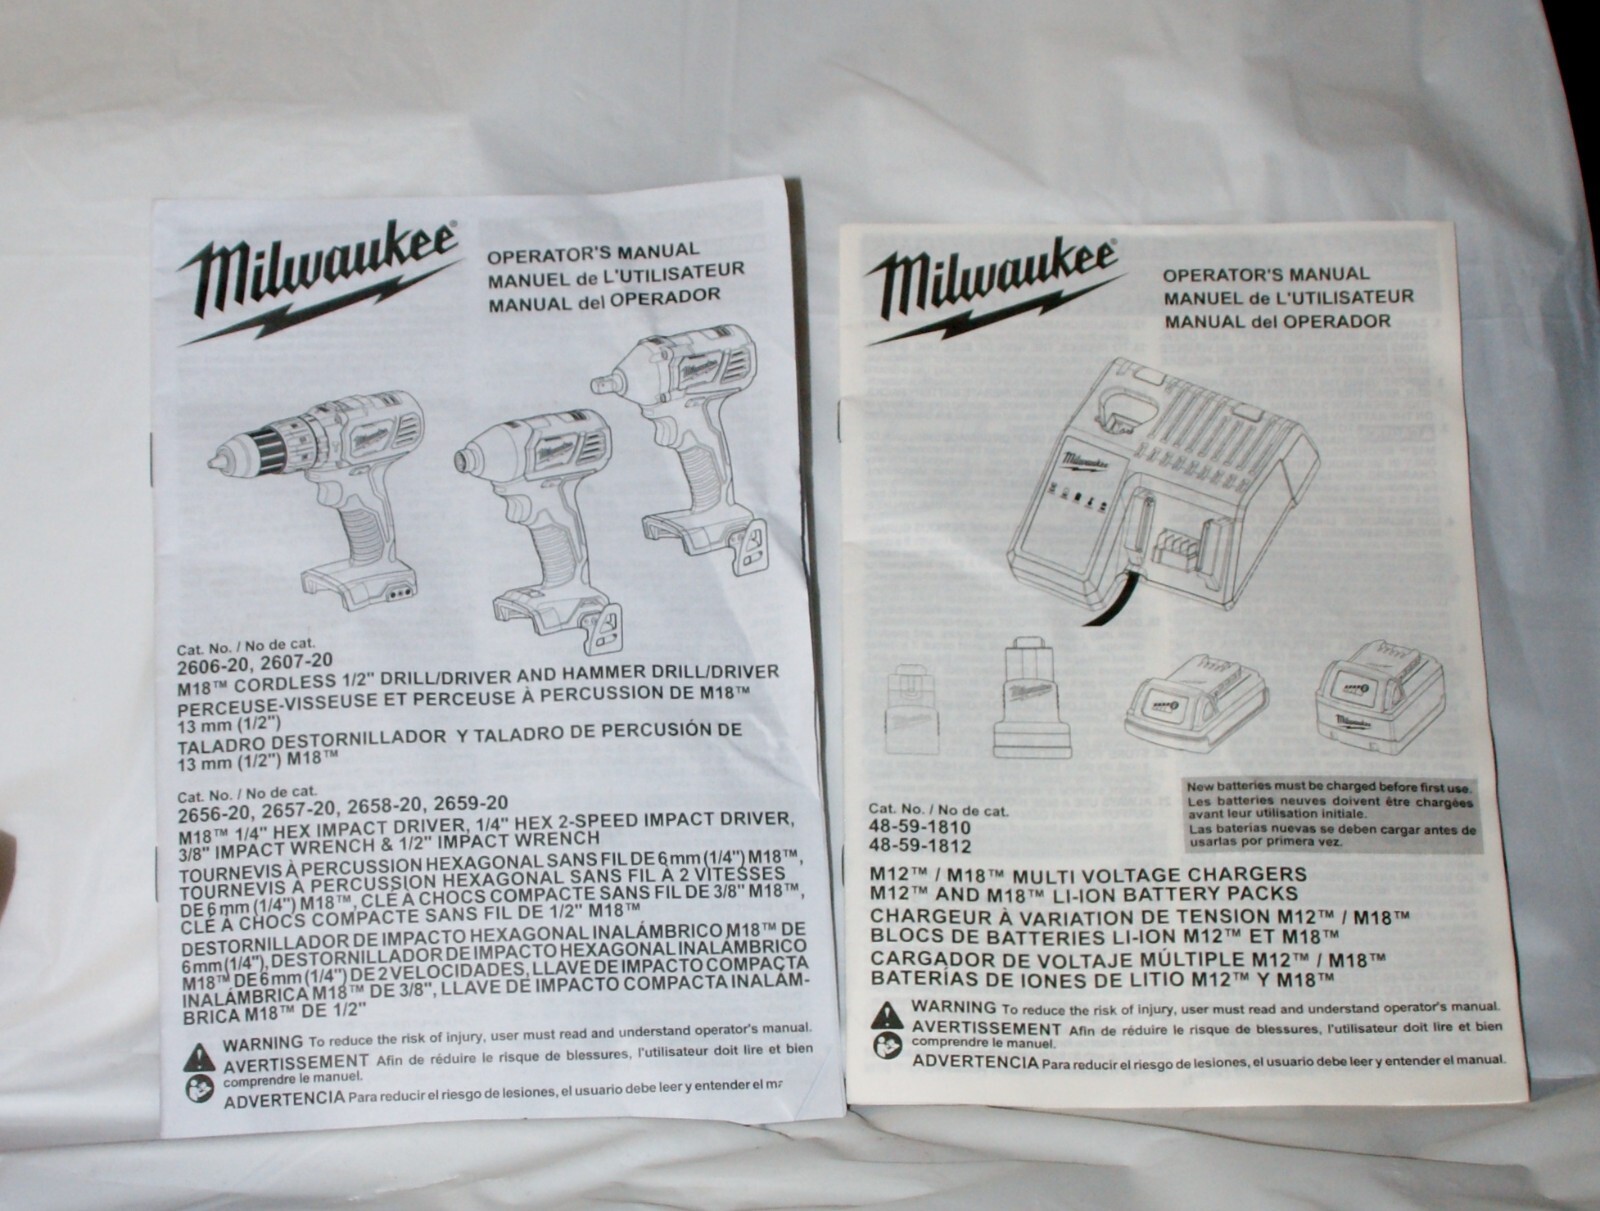 Milwaukee®
OPERATOR'S MANUAL
MANUEL de L'UTILISATEUR
MANUAL del OPERADOR
Milwaukee
Milwaukee
Milwaukee
Cat. No. / No de cat.
2606-20, 2607-20
M18™ CORDLESS 1/2" DRILL/DRIVER AND HAMMER DRILL/DRIVER
PERCEUSE-VISSEUSE ET PERCEUSE À PERCUSSION DE M18™
13 mm (1/2")
TALADRO DESTORNILLADOR Y TALADRO DE PERCUSIÓN DE
13 mm (1/2") M18™
Cat. No. / No de cat.
2656-20, 2657-20, 2658-20, 2659-20
M18™ 1/4" HEX IMPACT DRIVER, 1/4" HEX 2-SPEED IMPACT DRIVER,
3/8" IMPACT WRENCH & 1/2" IMPACT WRENCH
TOURNEVIS À PERCUSSION HEXAGONAL SANS FIL DE 6 mm (1/4") M18™,
TOURNEVIS À PERCUSSION HEXAGONAL SANS FIL À 2 VITESSES
DE 6 mm (1/4") M18™, CLÉ A CHOCS COMPACTE SANS FIL DE 3/8" M18™,
CLÉ A CHOCS COMPACTE SANS FIL DE 1/2" M18™
DESTORNILLADOR DE IMPACTO HEXAGONAL INALÁMBRICO M18™ DE
6 mm (1/4"), DESTORNILLADOR DE IMPACTO HEXAGONAL INALÁMBRICO
M18™ DE 6 mm (1/4") DE 2 VELOCIDADES, LLAVE DE IMPACTO COMPACTA
INALÁMBRICA M18™ DE 3/8", LLAVE DE IMPACTO COMPACTA INALÁM-
BRICA M18™ DE 1/2"
WARNING To reduce the risk of injury, user must read and understand operator's manual.
AVERTISSEMENT Afin de réduire le risque de blessures, l'utilisateur doit lire et bien
comprendre le manuel.
ADVERTENCIA Para reducir el riesgo de lesiones, el usuario debe leer y entender el
Milwaukee®
OPERATOR'S MANUAL
MANUEL de L'UTILISATEUR
MANUAL del OPERADOR
Milwaukee
Milwaukee
Milwaukee
New batteries must be charged before first use.
Les batteries neuves doivent être chargées
avant leur utilisation initiale.
Las baterias nuevas se deben cargar antes de
usarlas por primera vez.
Cat. No. / No de cat.
48-59-1810
48-59-1812
M12™ / M18™ MULTI VOLTAGE CHARGERS
M12™ AND M18™ LI-ION BATTERY PACKS
CHARGEUR À VARIATION DE TENSION M12™ / M18™
BLOCS DE BATTERIES LI-ION M12™ ET M18™
CARGADOR DE VOLTAJE MÚLTIPLE M12™ / M18™
BATERÍAS DE IONES DE LITIO M12™ Y M18™
WARNING To reduce the risk of injury, user must read and understand operator's manual.
AVERTISSEMENT Afin de réduire le risque de blessures, l'utilisateur doit lire et bien
comprendre le manuel.
ADVERTENCIA Para reducir el riesgo de lesiones, el usuario debe leer y entender el manual.